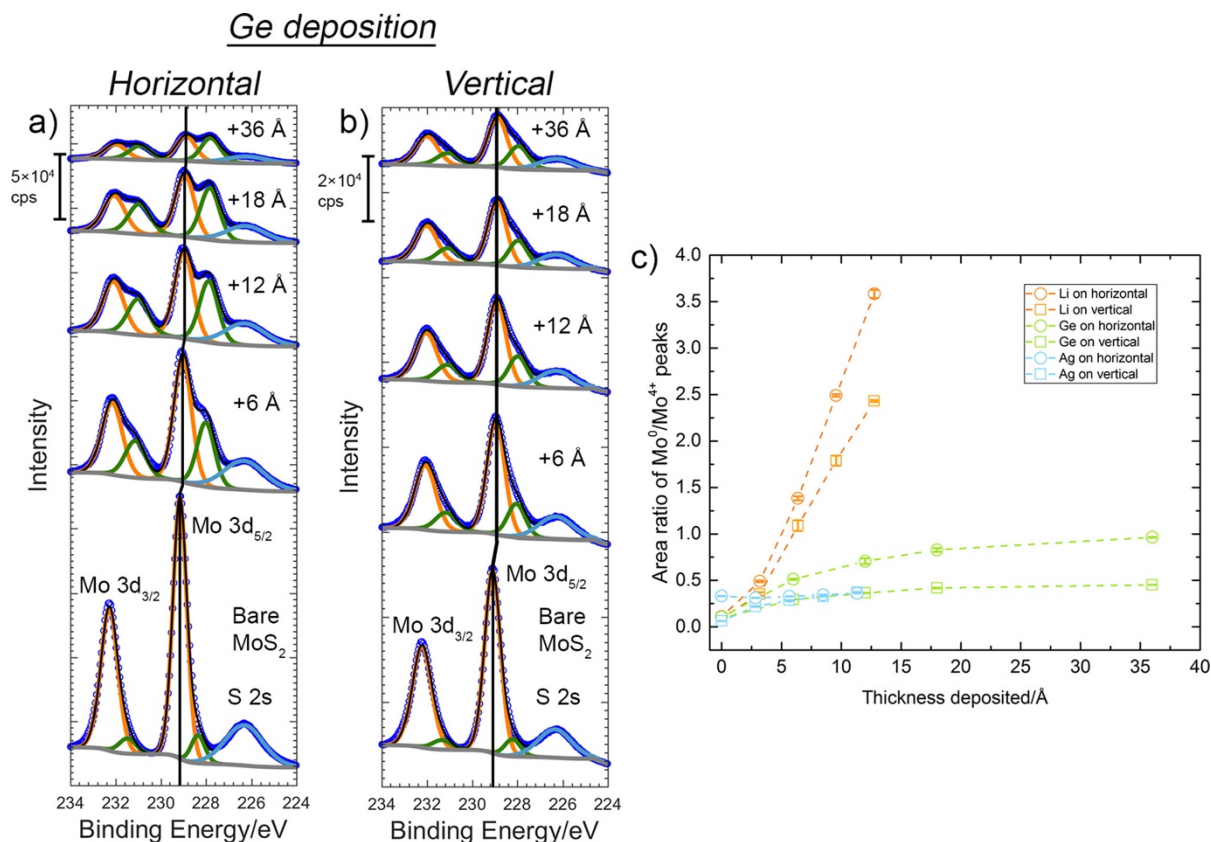 Ge deposition
Horizontal
a)
+36 Å
5×10⁴
cps
+18 Å
+12 Å
+6 Å
Mo 3d₅/₂
Mo 3d₃/₂
Bare
MoS₂
S 2s
Intensity
234 232 230 228 226 224
Binding Energy/eV
Vertical
b)
+36 Å
2×10⁴
cps
+18 Å
+12 Å
+6 Å
Mo 3d₅/₂
Mo 3d₃/₂
Bare
MoS₂
S 2s
Intensity
234 232 230 228 226 224
Binding Energy/eV
c)
4.0
3.5
3.0
2.5
2.0
1.5
1.0
0.5
0.0
Area ratio of Mo⁰/Mo⁴⁺ peaks
Li on horizontal
Li on vertical
Ge on horizontal
Ge on vertical
Ag on horizontal
Ag on vertical
0 5 10 15 20 25 30 35 40
Thickness deposited/Å